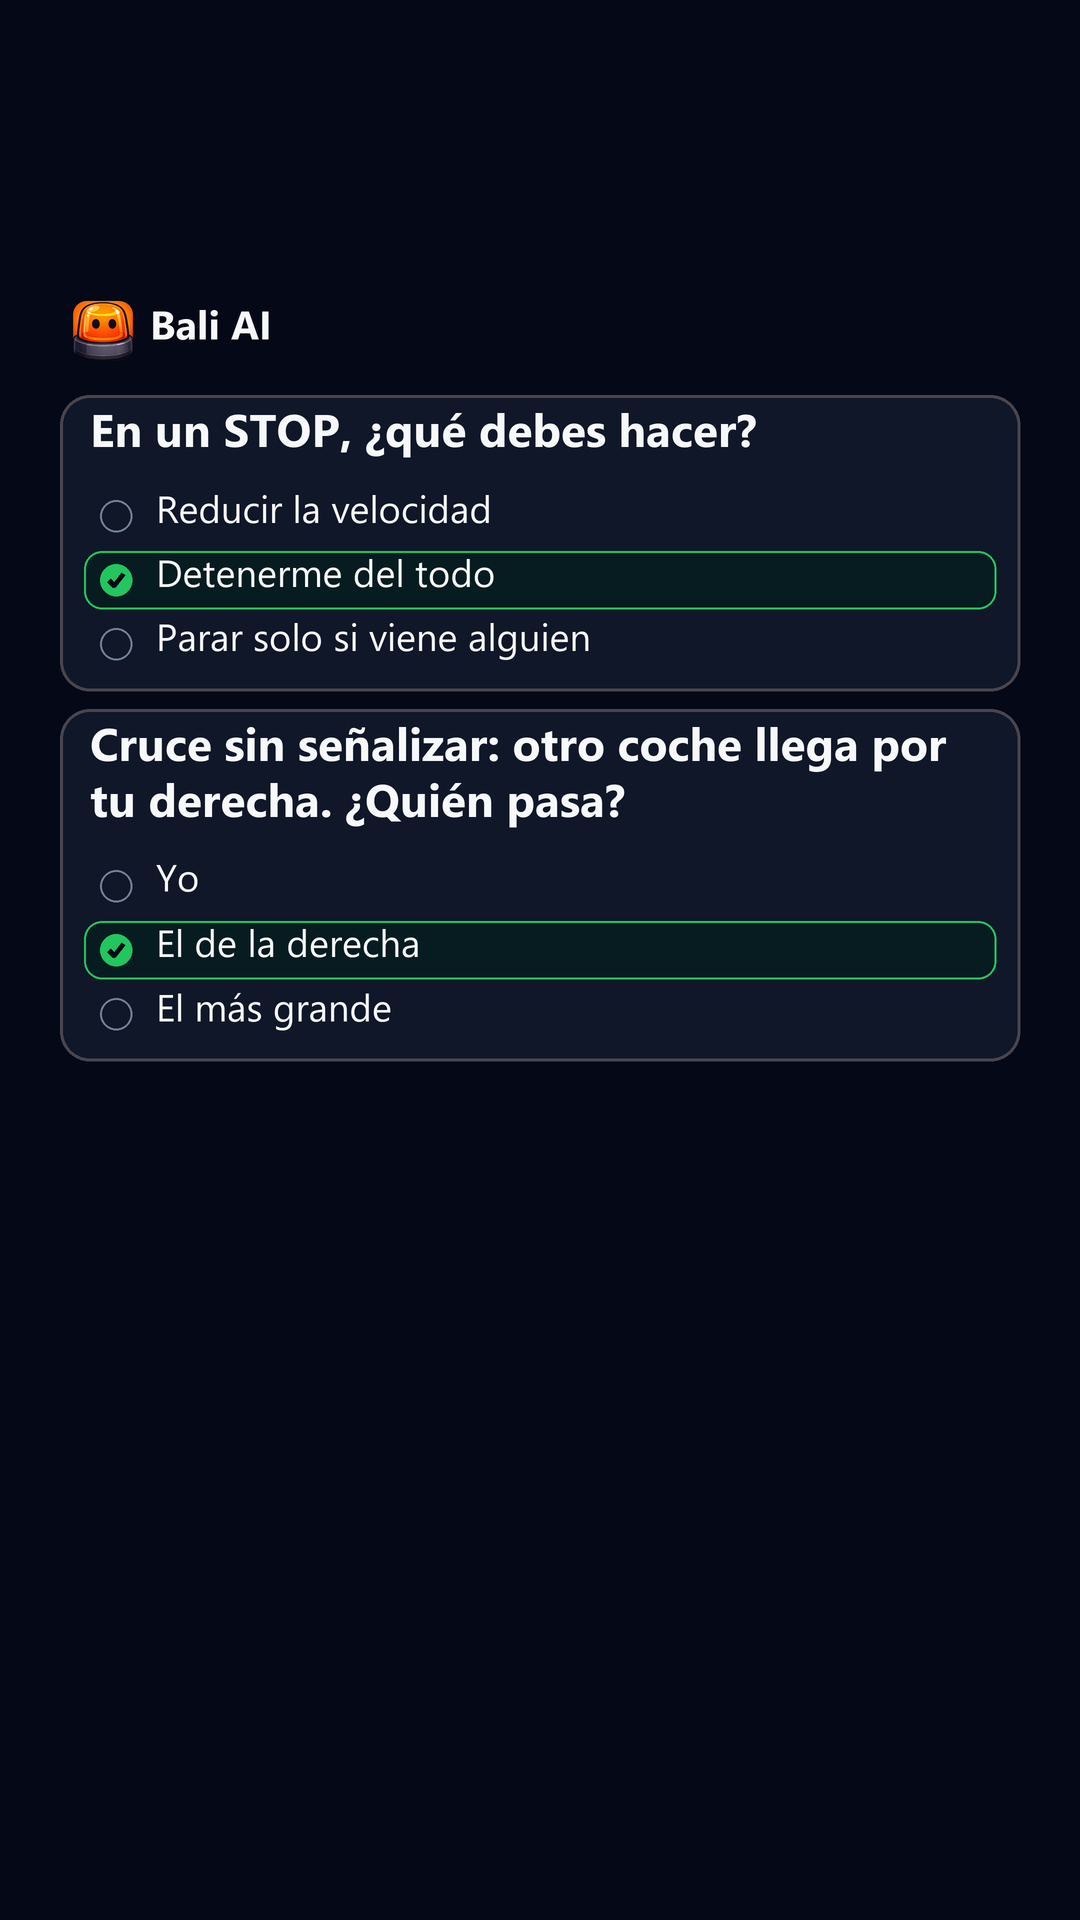 Bali AI
En un STOP, ¿qué debes hacer?
Reducir la velocidad
Detenerme del todo
Parar solo si viene alguien
Cruce sin señalizar: otro coche llega por
tu derecha. ¿Quién pasa?
Yo
El de la derecha
El más grande